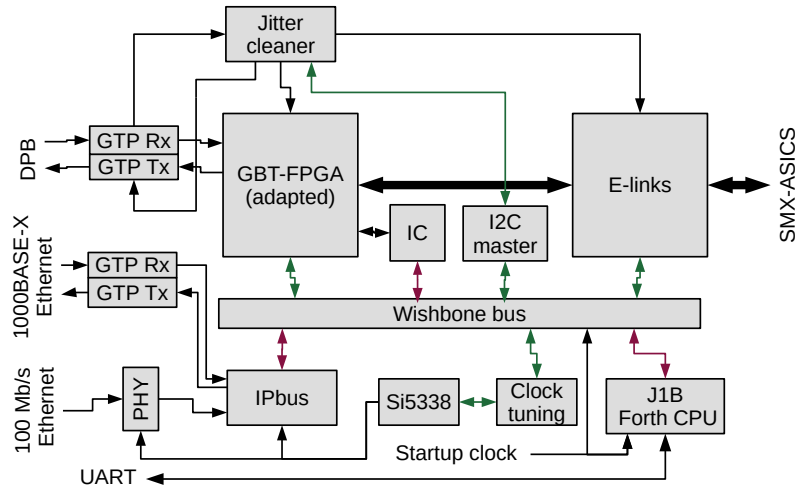 Jitter
cleaner
DPB
GTP Rx
GTP Tx
GBT-FPGA
(adapted)
E-links
SMX-ASICS
IC
I2C
master
1000BASE-X
Ethernet
GTP Rx
GTP Tx
Wishbone bus
100 Mb/s
Ethernet
PHY
IPbus
Si5338
Clock
tuning
J1B
Forth CPU
Startup clock
UART